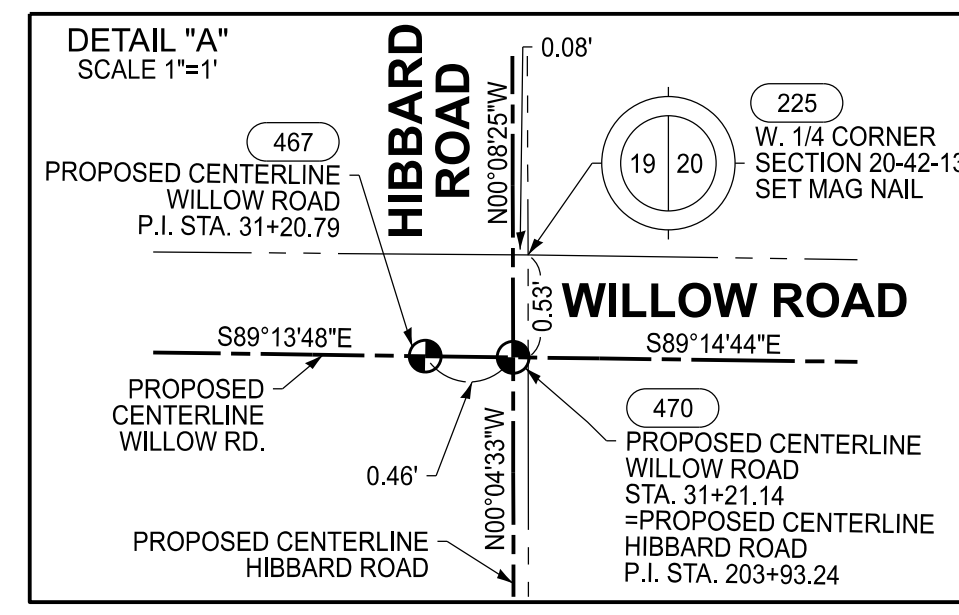 DETAIL "A"
SCALE 1"=1'
HIBBARD
ROAD
0.08'
N00°08'25"W
467
PROPOSED CENTERLINE
WILLOW ROAD
P.I. STA. 31+20.79
19
20
225
W. 1/4 CORNER
SECTION 20-42-13
SET MAG NAIL
0.53'
WILLOW ROAD
S89°13'48"E
S89°14'44"E
PROPOSED
CENTERLINE
WILLOW RD.
0.46'
N00°04'33"W
470
PROPOSED CENTERLINE
WILLOW ROAD
STA. 31+21.14
=PROPOSED CENTERLINE
HIBBARD ROAD
P.I. STA. 203+93.24
PROPOSED CENTERLINE
HIBBARD ROAD